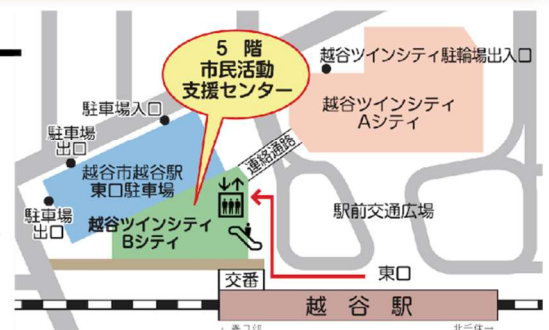 5 階
市民活動
支援センター
越谷ツインシティ駐輪場出入口
駐車場入口
越谷ツインシティ
Aシティ
駐車場
出口
連絡通路
越谷市越谷駅
東口駐車場
駐車場
出口
越谷ツインシティ
Bシティ
駅前交通広場
交番
東口
越谷駅
北千住→